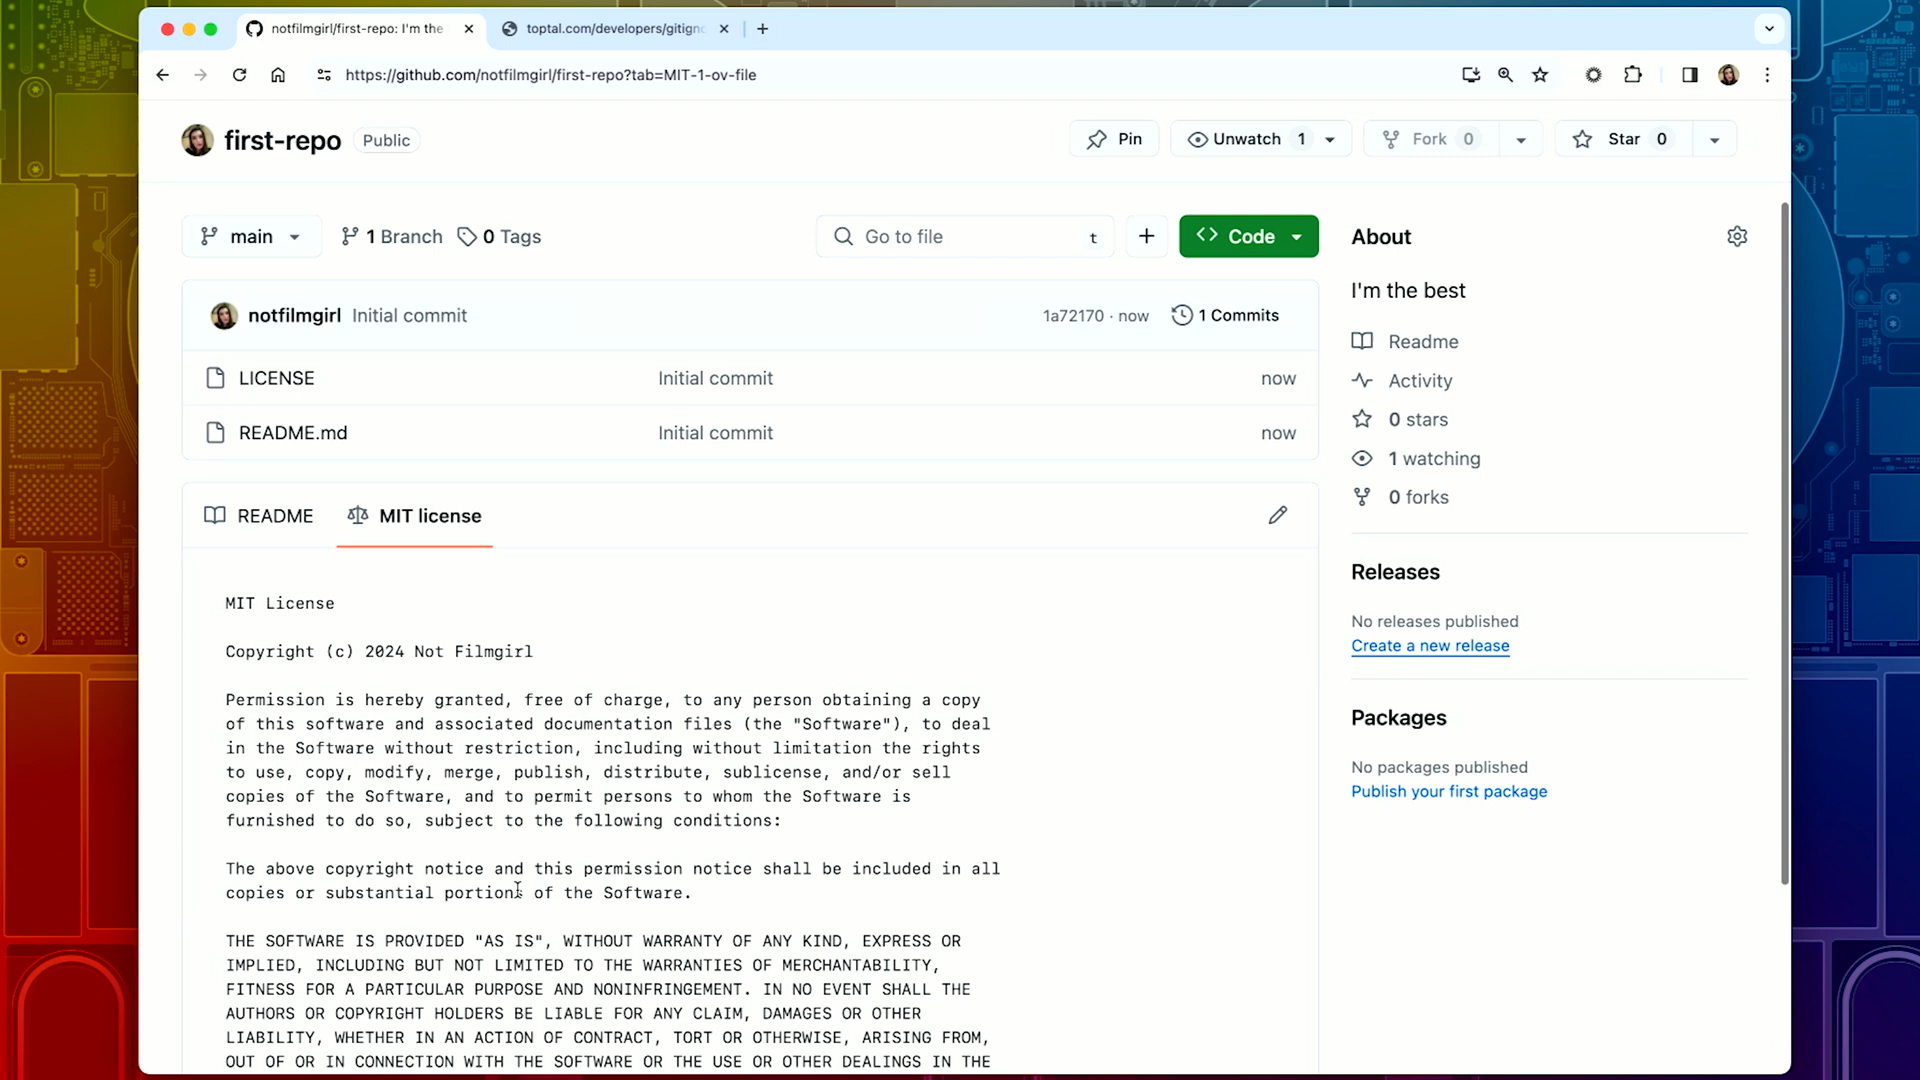 notfilmgirl/first-repo: I'm the
toptal.com/developers/gitign
https://github.com/notfilmgirl/first-repo?tab=MIT-1-ov-file
first-repo
Public
Pin
Unwatch 1
Fork 0
Star 0
main
1 Branch
0 Tags
Go to file
t
Code
About
I'm the best
notfilmgirl Initial commit
1a72170 · now
1 Commits
LICENSE
Initial commit
now
README.md
Initial commit
now
Readme
Activity
0 stars
1 watching
0 forks
README
MIT license
Releases
No releases published
Create a new release
Packages
No packages published
Publish your first package
MIT License
Copyright (c) 2024 Not Filmgirl
Permission is hereby granted, free of charge, to any person obtaining a copy
of this software and associated documentation files (the "Software"), to deal
in the Software without restriction, including without limitation the rights
to use, copy, modify, merge, publish, distribute, sublicense, and/or sell
copies of the Software, and to permit persons to whom the Software is
furnished to do so, subject to the following conditions:
The above copyright notice and this permission notice shall be included in all
copies or substantial portions of the Software.
THE SOFTWARE IS PROVIDED "AS IS", WITHOUT WARRANTY OF ANY KIND, EXPRESS OR
IMPLIED, INCLUDING BUT NOT LIMITED TO THE WARRANTIES OF MERCHANTABILITY,
FITNESS FOR A PARTICULAR PURPOSE AND NONINFRINGEMENT. IN NO EVENT SHALL THE
AUTHORS OR COPYRIGHT HOLDERS BE LIABLE FOR ANY CLAIM, DAMAGES OR OTHER
LIABILITY, WHETHER IN AN ACTION OF CONTRACT, TORT OR OTHERWISE, ARISING FROM,
OUT OF OR IN CONNECTION WITH THE SOFTWARE OR THE USE OR OTHER DEALINGS IN THE